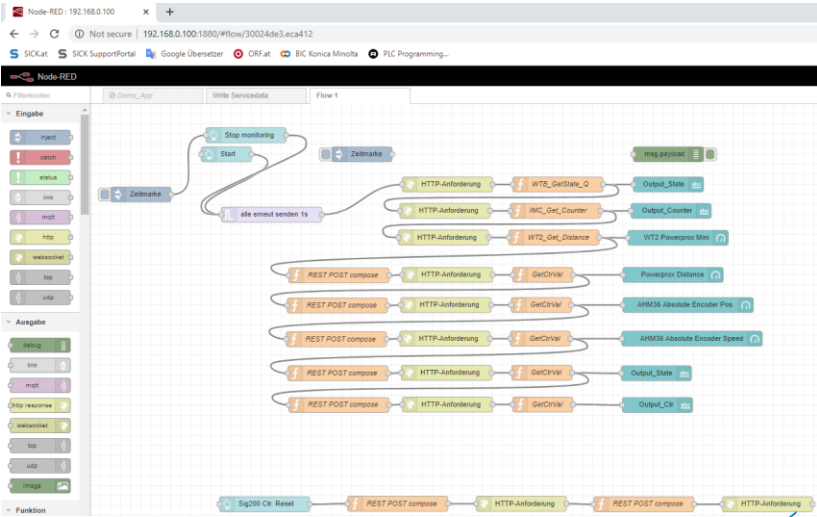 Node-RED : 192.168.0.100
Not secure | 192.168.0.100:1880/#flow/30024de3.eca412
SICK.at SICK SupportPortal Google Übersetzer ORF.at BIC Konica Minolta PLC Programming...
Node-RED
Filterknoten
Demo_App Write Servicedata Flow 1
Eingabe
inject
catch
status
link
mqtt
http
websocket
tcp
udp
Ausgabe
debug
link
mqtt
http response
websocket
tcp
udp
image
Funktion
Stop monitoring
Start Zeitmarke msg.payload
Zeitmarke
alle erneut senden 1s
HTTP-Anforderung WTB_GetState_Q Output_State abc
HTTP-Anforderung IMC_Get_Counter Output_Counter abc
HTTP-Anforderung WT2_Get_Distance WT2 Powerprox Mini
REST POST compose HTTP-Anforderung GetCtrVal Powerprox Distance
REST POST compose HTTP-Anforderung GetCtrVal AHM36 Absolute Encoder Pos.
REST POST compose HTTP-Anforderung GetCtrVal AHM36 Absolute Encoder Speed
REST POST compose HTTP-Anforderung GetCtrVal Output_State abc
REST POST compose HTTP-Anforderung GetCtrVal Output_Ctr abc
Sig200 Ctr. Reset REST POST compose HTTP-Anforderung REST POST compose HTTP-Anforderung